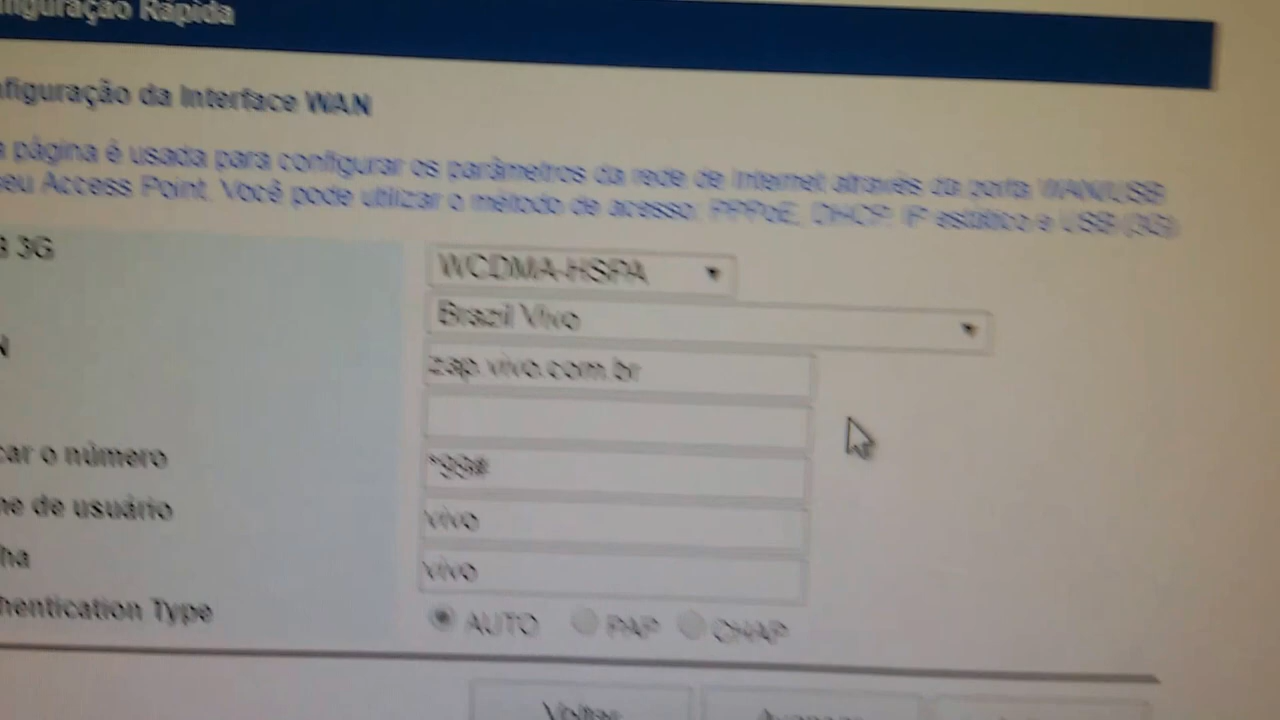 nfiguração Rápida
nfiguração da Interface WAN
a página é usada para configurar os parâmetros da rede de Internet através da porta WAN/USB
seu Access Point. Você pode utilizar o método de acesso. PPPoE, DHCP, IP estático e USB (3G)
3G WCDMA-HSPA
Brazil Vivo
N zap.vivo.com.br
car o número *99#
me de usuário vivo
ha vivo
hentication Type AUTO PAP CHAP
Voltar